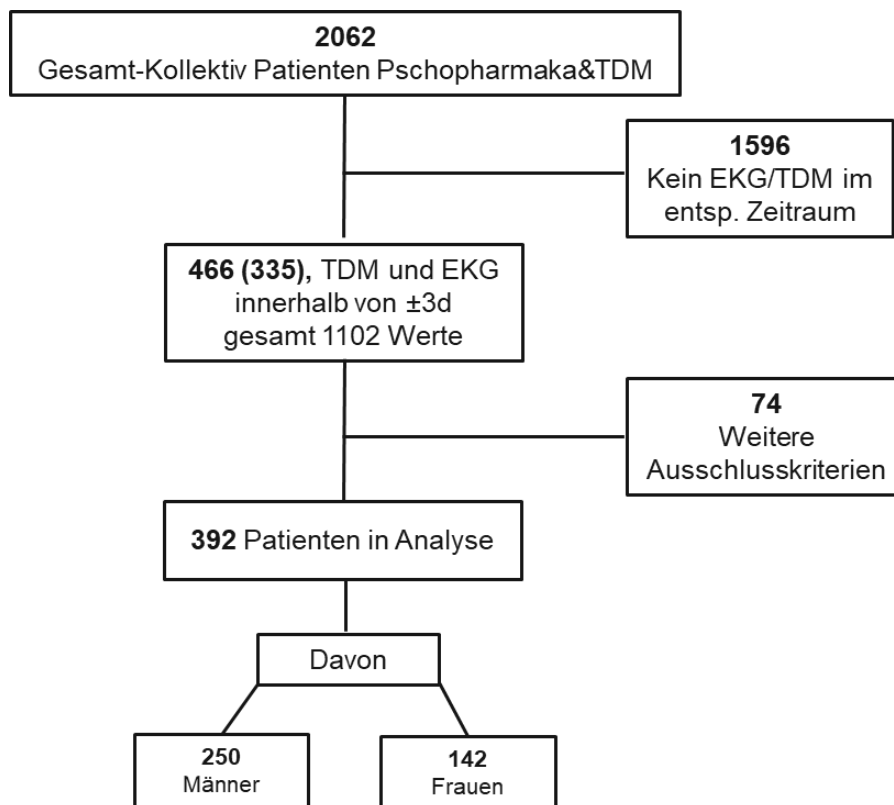 2062
Gesamt-Kollektiv Patienten Pschopharmaka&TDM
1596
Kein EKG/TDM im
entsp. Zeitraum
466 (335), TDM und EKG
innerhalb von ±3d
gesamt 1102 Werte
74
Weitere
Ausschlusskriterien
392 Patienten in Analyse
Davon
250
Männer
142
Frauen